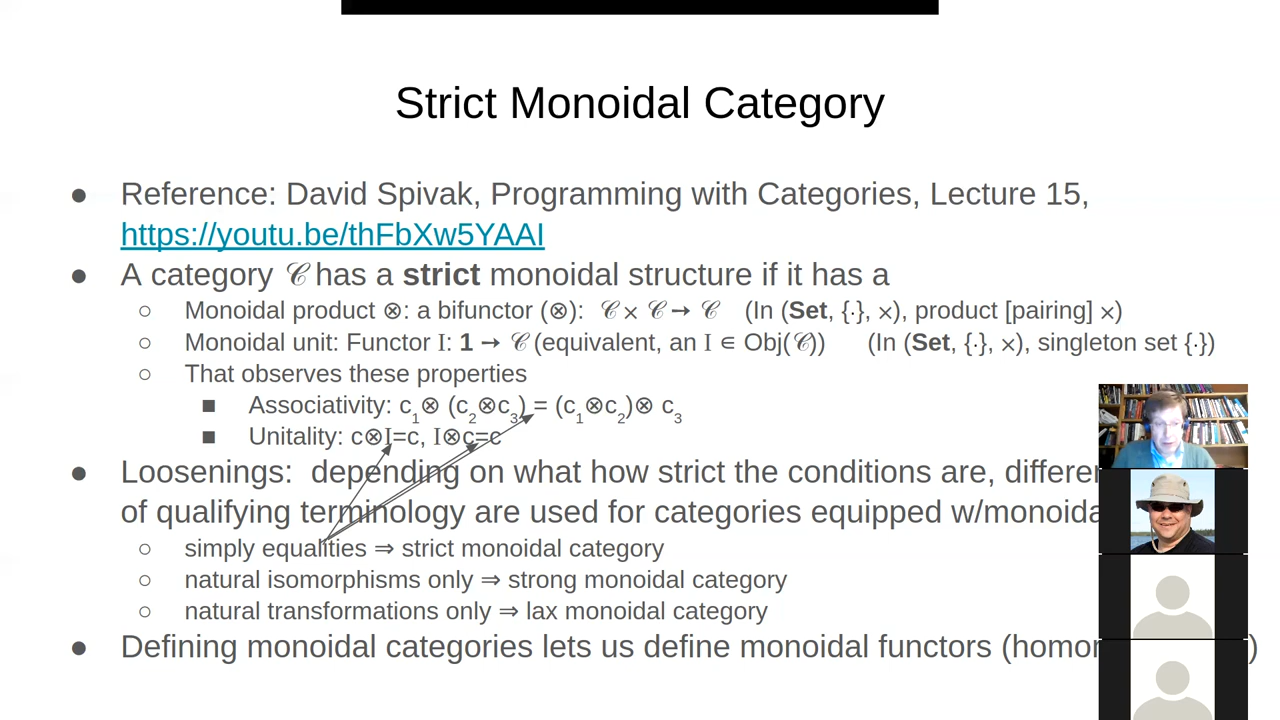 Strict Monoidal Category
● Reference: David Spivak, Programming with Categories, Lecture 15,
https://youtu.be/thFbXw5YAAI
● A category 𝒞 has a strict monoidal structure if it has a
○ Monoidal product ⊗: a bifunctor (⊗): 𝒞 × 𝒞 → 𝒞 (In (Set, {·}, ×), product [pairing] ×)
○ Monoidal unit: Functor I: 1 → 𝒞 (equivalent, an I ∈ Obj(𝒞)) (In (Set, {·}, ×), singleton set {·})
○ That observes these properties
■ Associativity: c₁⊗ (c₂⊗c₃) = (c₁⊗c₂)⊗ c₃
■ Unitality: c⊗I=c, I⊗c=c
● Loosenings: depending on what how strict the conditions are,
of qualifying terminology are used for categories equipped
○ simply equalities ⇒ strict monoidal category
○ natural isomorphisms only ⇒ strong monoidal category
○ natural transformations only ⇒ lax monoidal category
● Defining monoidal categories lets us define monoidal functors )